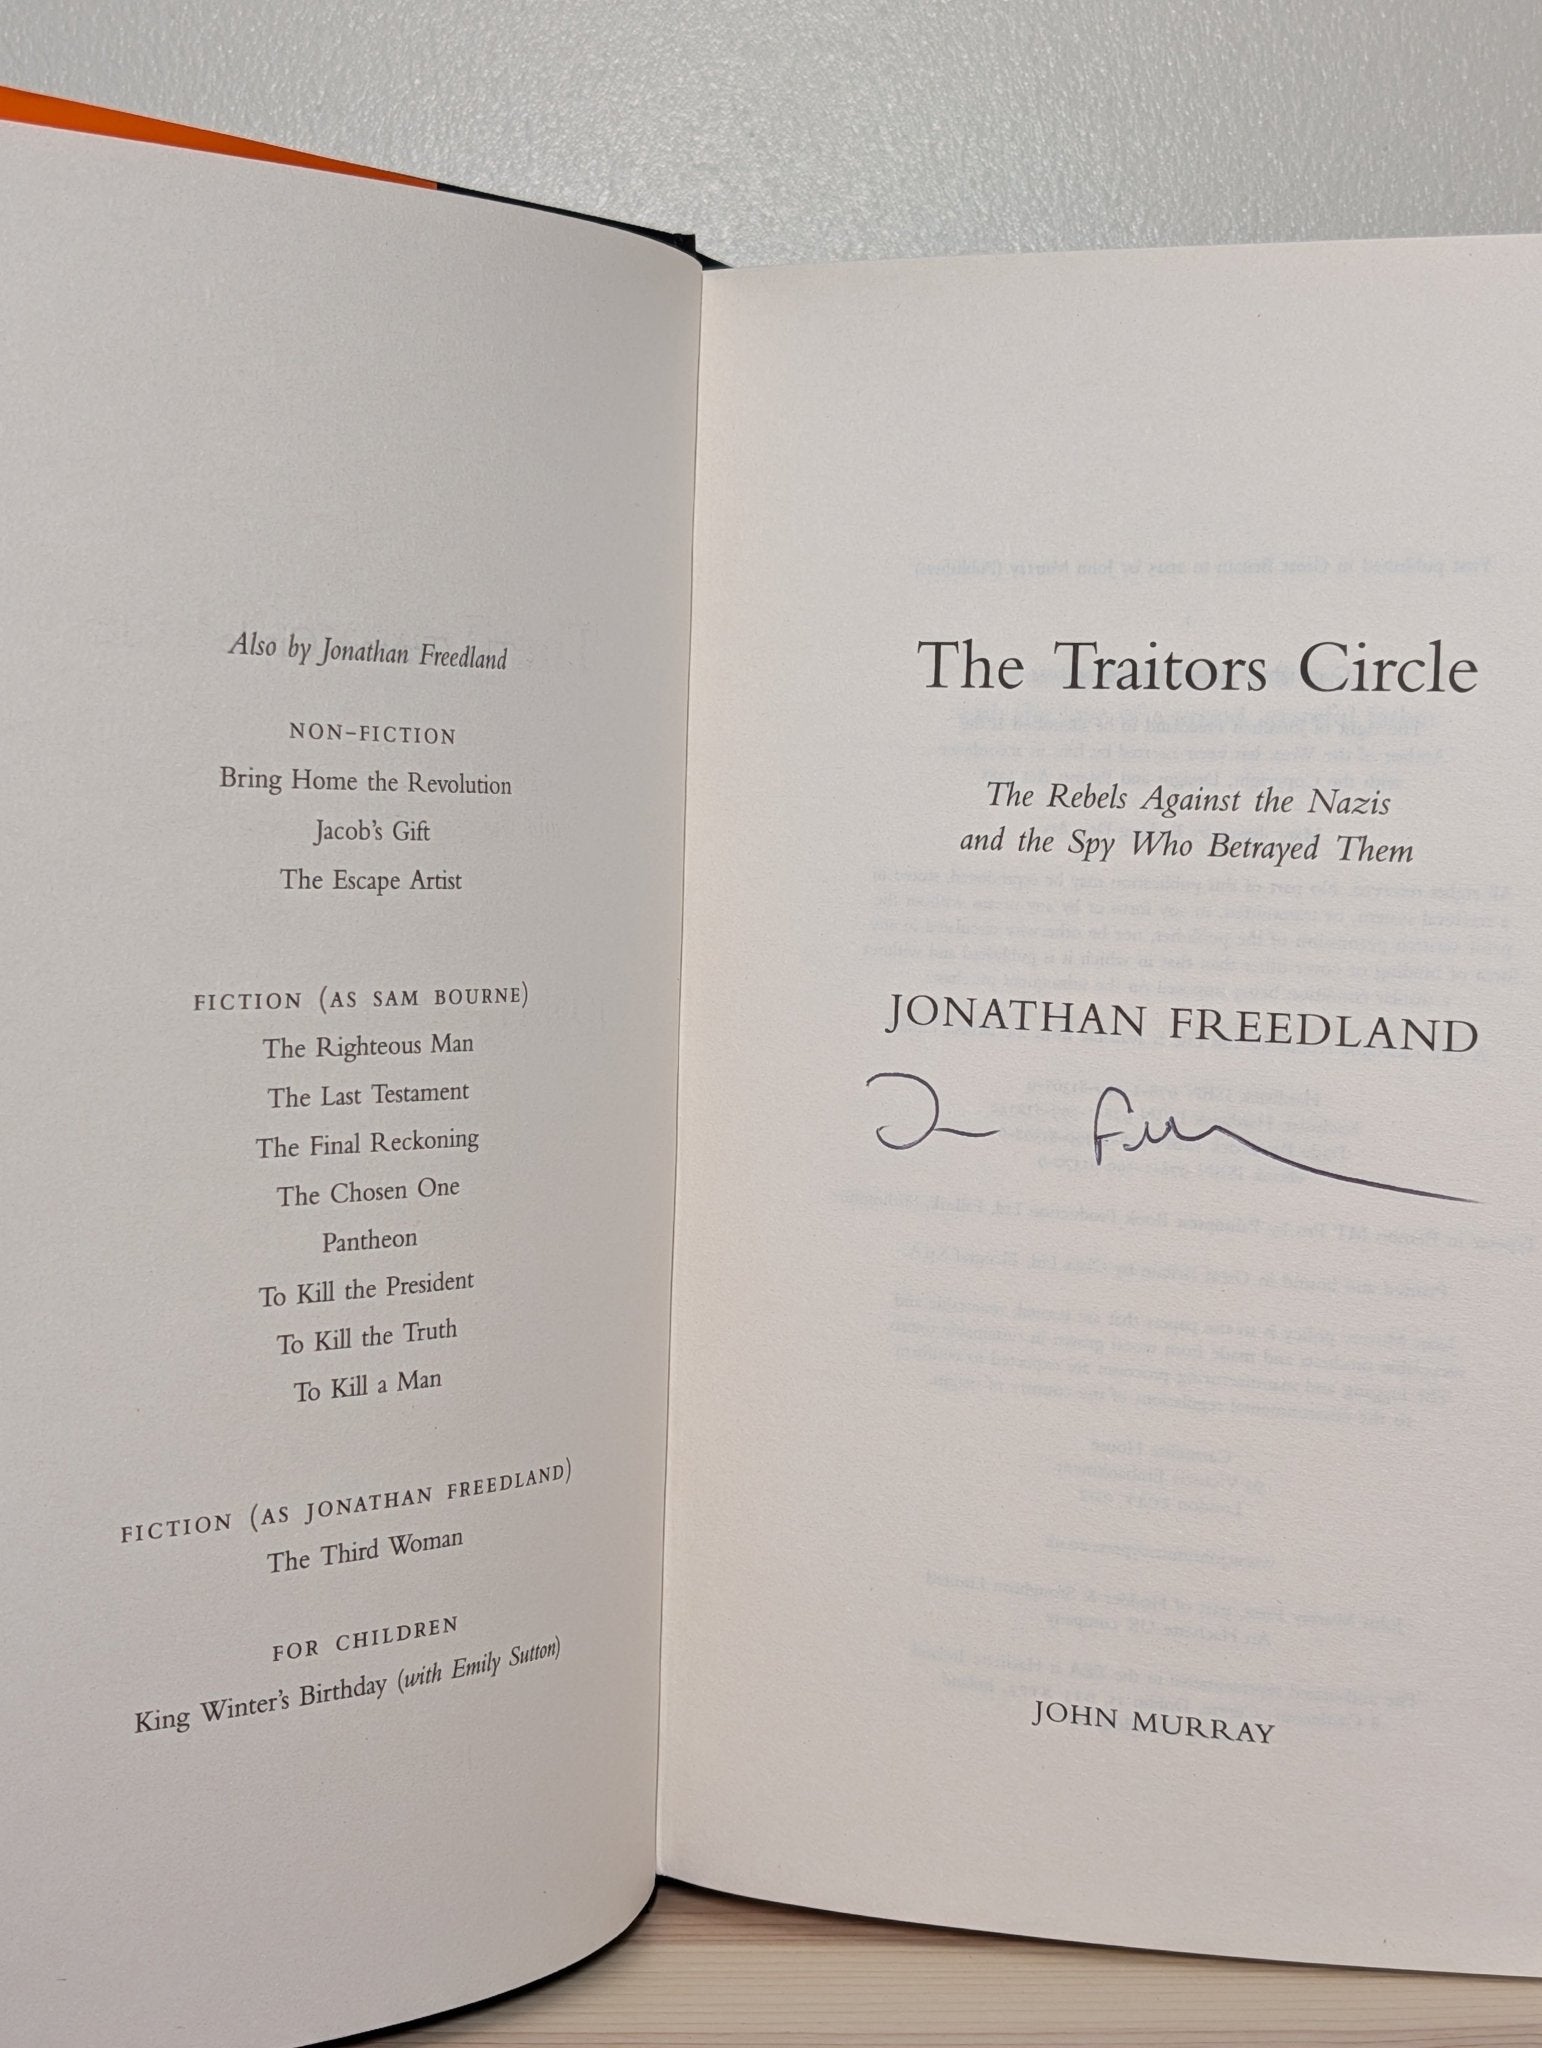 Also by Jonathan Freedland
NON-FICTION
Bring Home the Revolution
Jacob's Gift
The Escape Artist
FICTION (AS SAM BOURNE)
The Righteous Man
The Last Testament
The Final Reckoning
The Chosen One
Pantheon
To Kill the President
To Kill the Truth
To Kill a Man
FICTION (AS JONATHAN FREEDLAND)
The Third Woman
FOR CHILDREN
King Winter's Birthday (with Emily Sutton)
The Traitors Circle
The Rebels Against the Nazis
and the Spy Who Betrayed Them
JONATHAN FREEDLAND
JOHN MURRAY